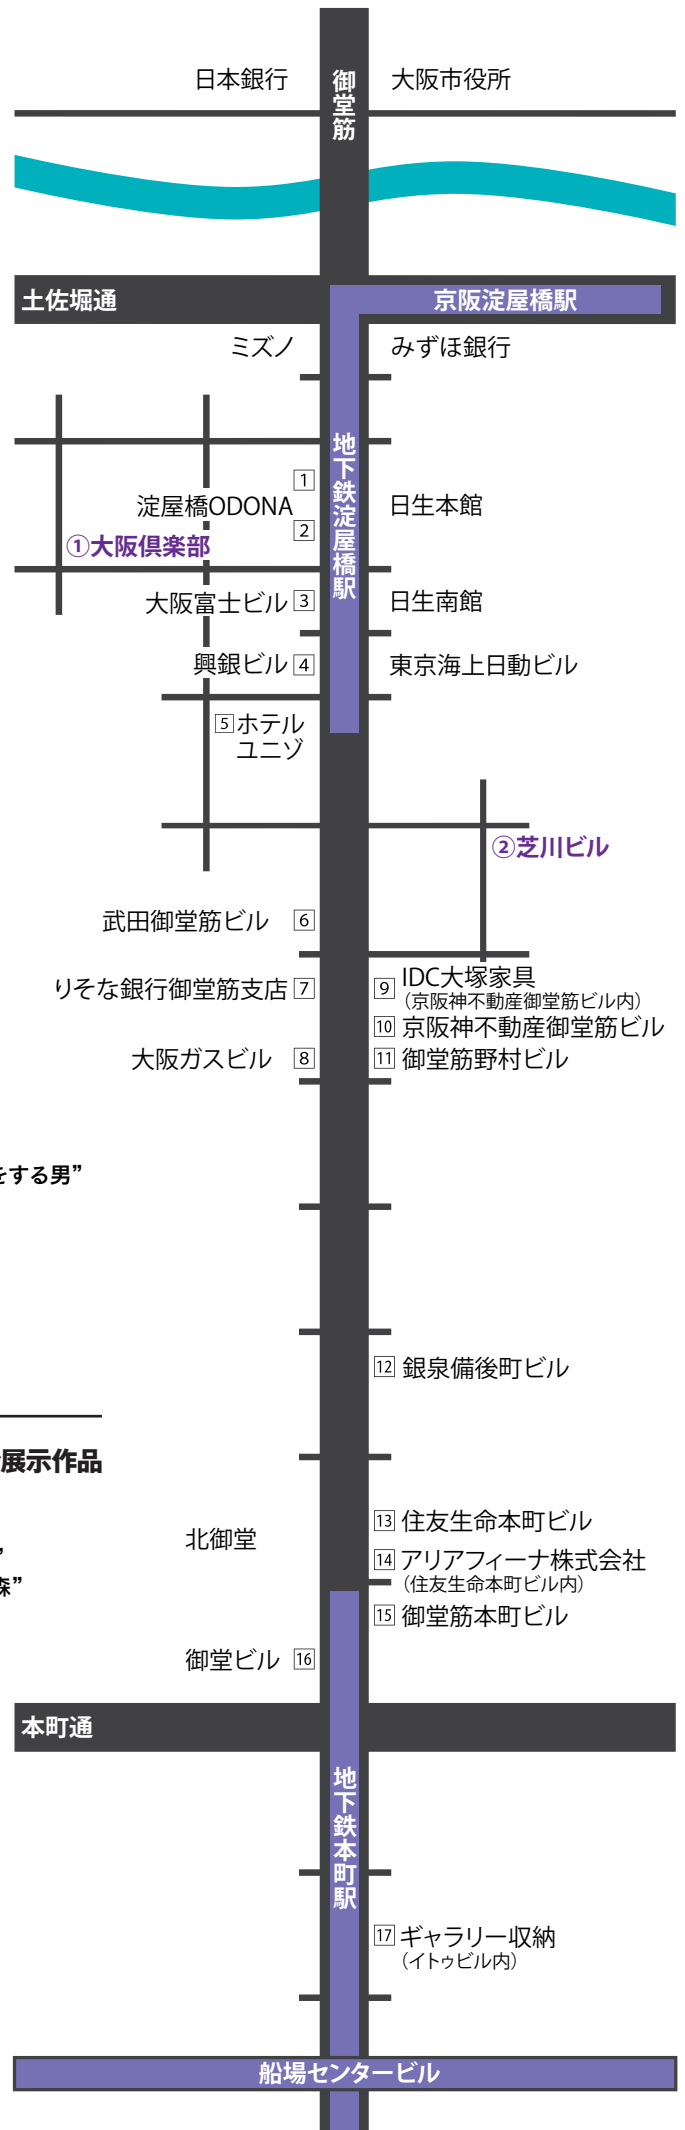 日本銀行
御堂筋
大阪市役所
土佐堀通
京阪淀屋橋駅
ミズノ
みずほ銀行
地下鉄淀屋橋駅
1
淀屋橋ODONA
2
日生本館
①大阪倶楽部
大阪富士ビル 3
日生南館
興銀ビル 4
東京海上日動ビル
5 ホテル
ユニゾ
②芝川ビル
武田御堂筋ビル 6
りそな銀行御堂筋支店 7
9 IDC大塚家具
(京阪神不動産御堂筋ビル内)
10 京阪神不動産御堂筋ビル
大阪ガスビル 8
11 御堂筋野村ビル
をする男”
12 銀泉備後町ビル
展示作品
13 住友生命本町ビル
北御堂
”
14 アリアフィーナ株式会社
(住友生命本町ビル内)
森”
15 御堂筋本町ビル
御堂ビル 16
本町通
地下鉄本町駅
17 ギャラリー収納
(イトゥビル内)
船場センタービル